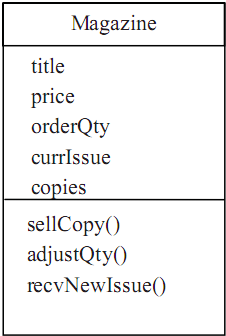 Magazine
title
price
orderQty
currIssue
copies
sellCopy()
adjustQty()
recvNewIssue()